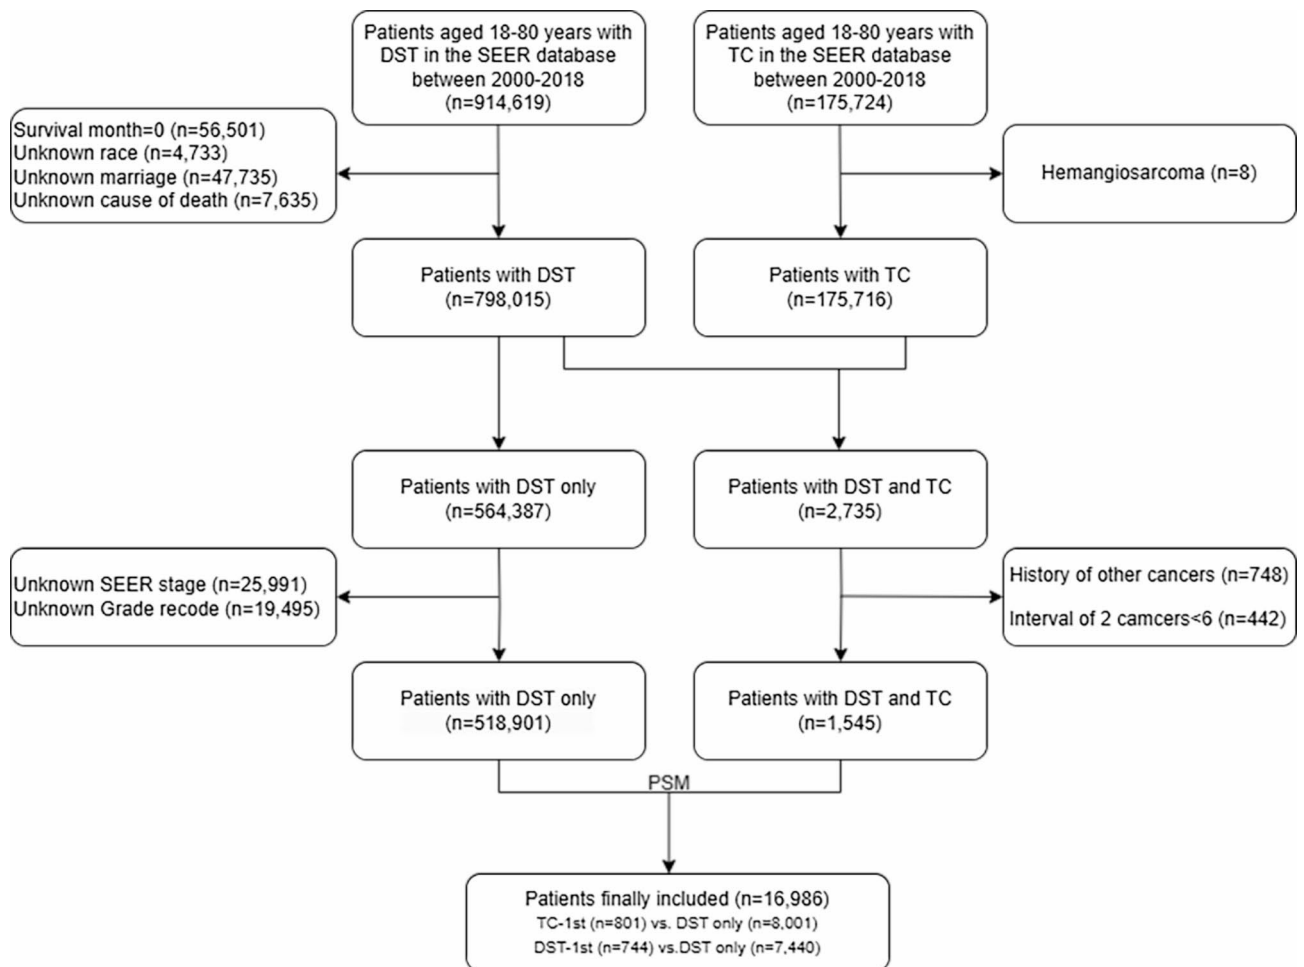 Patients aged 18-80 years with
DST in the SEER database
between 2000-2018
(n=914,619)
Patients aged 18-80 years with
TC in the SEER database
between 2000-2018
(n=175,724)
Survival month=0 (n=56,501)
Unknown race (n=4,733)
Unknown marriage (n=47,735)
Unknown cause of death (n=7,635)
Hemangiosarcoma (n=8)
Patients with DST
(n=798,015)
Patients with TC
(n=175,716)
Patients with DST only
(n=564,387)
Patients with DST and TC
(n=2,735)
Unknown SEER stage (n=25,991)
Unknown Grade recode (n=19,495)
History of other cancers (n=748)
Interval of 2 camcers<6 (n=442)
Patients with DST only
(n=518,901)
Patients with DST and TC
(n=1,545)
PSM
Patients finally included (n=16,986)
TC-1st (n=801) vs. DST only (n=8,001)
DST-1st (n=744) vs.DST only (n=7,440)